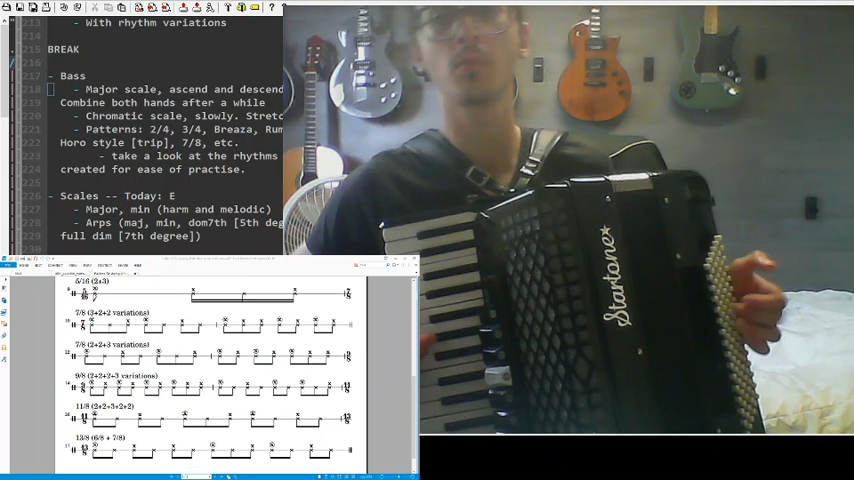 213
- With rhythm variations
214
215 BREAK
216
217 - Bass
218 - Major scale, ascend and descend
Combine both hands after a while
220 - Chromatic scale, slowly. Stretc
221 - Patterns: 2/4, 3/4, Breaza, Rum
222 Horo style [trip], 7/8, etc.
223 - take a look at the rhythms
224 created for ease of practise.
225
226 - Scales -- Today: E
227 - Major, min (harm and melodic)
228 - Arps (maj, min, dom7th [5th deg
229 full dim [7th degree])
230
5/16 (2+3)
7/8 (3+2+2 variations)
7/8 (2+2+3 variations)
9/8 (2+2+2+3 variations)
11/8 (2+2+3+2+2)
13/8 (6/8 + 7/8)
Startone